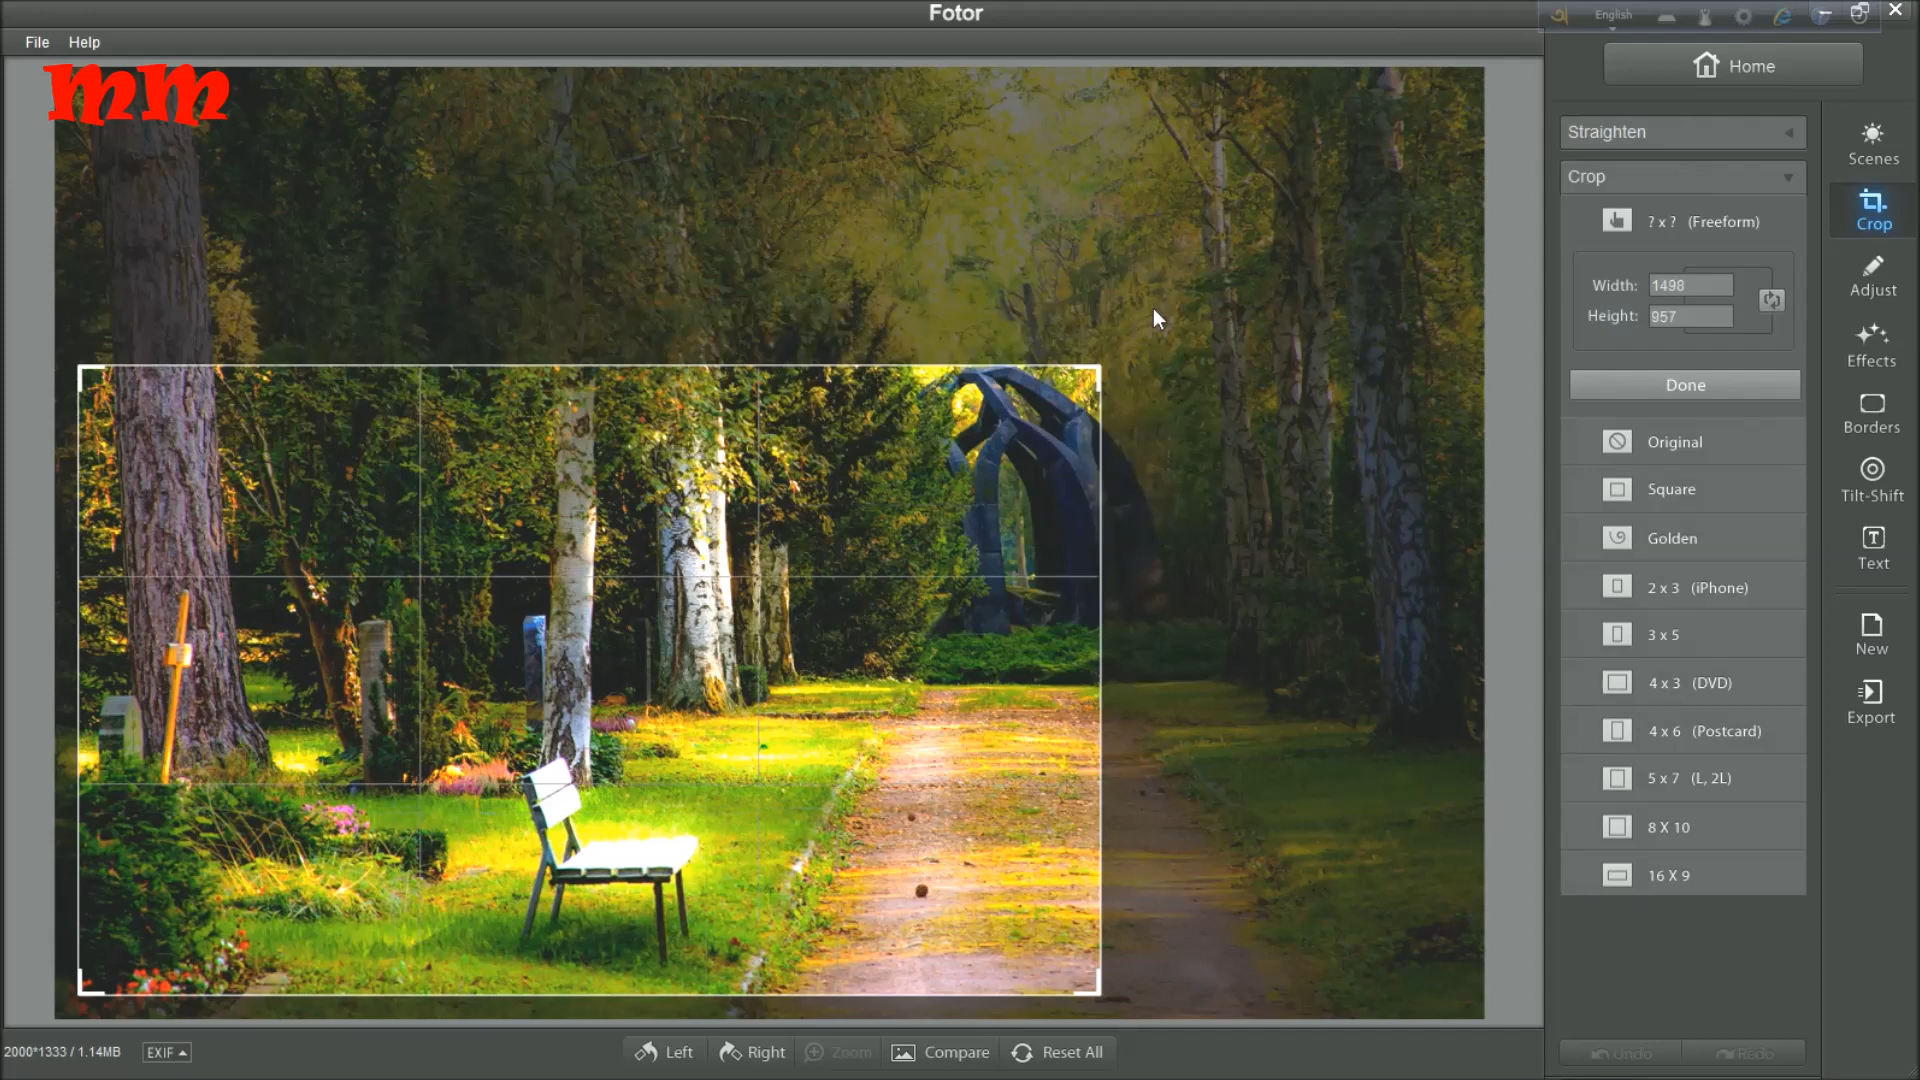 Fotor
English
File Help
mm
Home
Straighten
Crop
? x ? (Freeform)
Width: 1498
Height: 957
Done
Original
Square
Golden
2 x 3 (iPhone)
3 x 5
4 x 3 (DVD)
4 x 6 (Postcard)
5 x 7 (L, 2L)
8 X 10
16 X 9
Scenes
Crop
Adjust
Effects
Borders
Tilt-Shift
Text
New
Export
2000*1333 / 1.14MB EXIF
Left Right Zoom Compare Reset All
Undo Redo